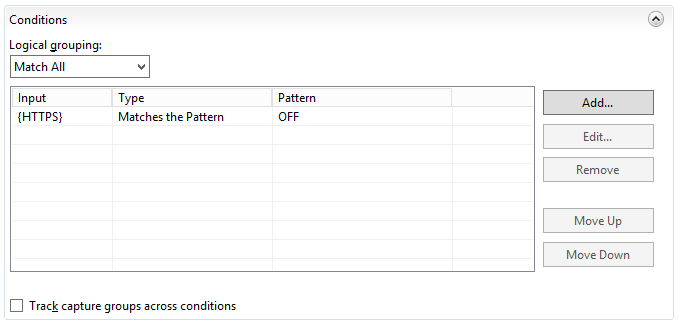 Conditions
Logical grouping:
Match All
Input Type Pattern
{HTTPS} Matches the Pattern OFF
Add...
Edit...
Remove
Move Up
Move Down
Track capture groups across conditions